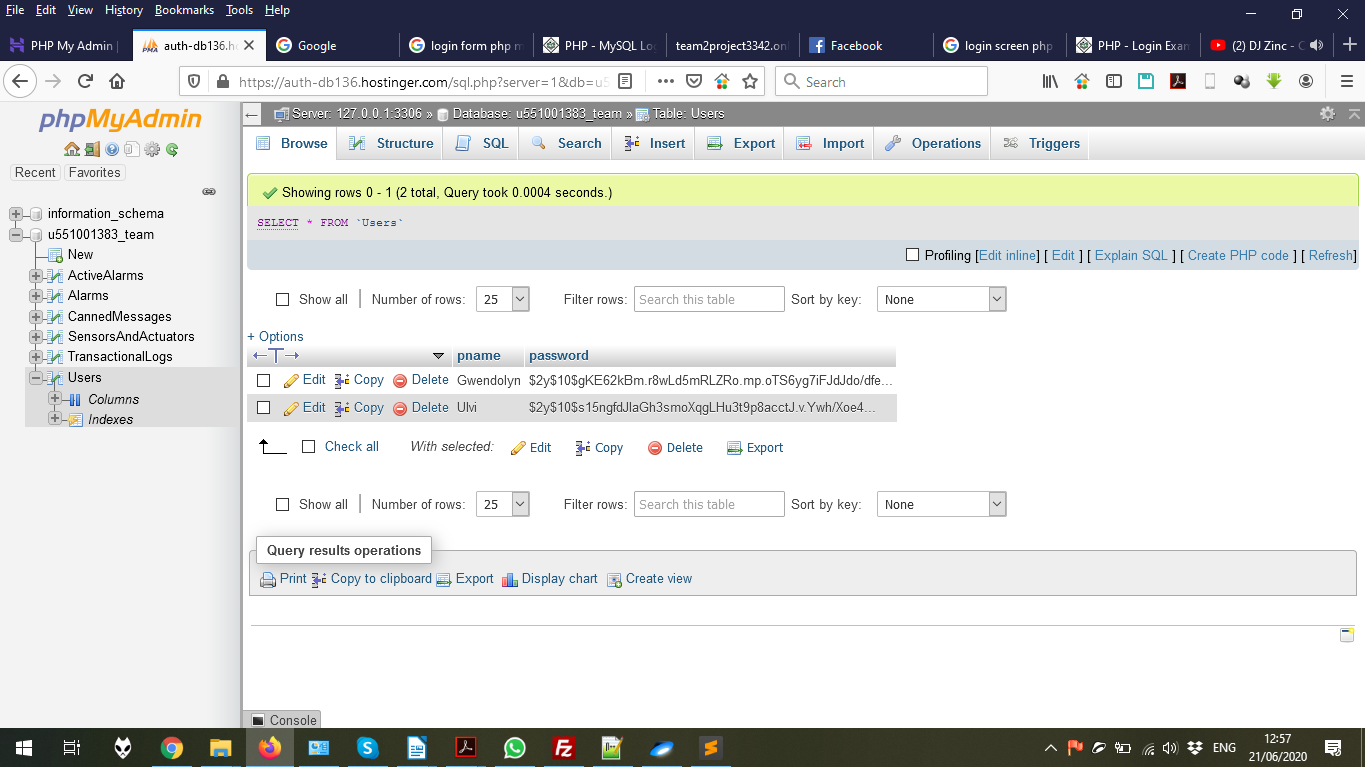 File Edit View History Bookmarks Tools Help
PHP My Admin | auth-db136.h Google login form php m PHP - MySQL Lo team2project3342.onl Facebook login screen php PHP - Login Exam (2) DJ Zinc - C
https://auth-db136.hostinger.com/sql.php?server=1&db=u5 Search
phpMyAdmin
Recent Favorites
information_schema
u551001383_team
New
ActiveAlarms
Alarms
CannedMessages
SensorsAndActuators
TransactionalLogs
Users
Columns
Indexes
Server: 127.0.0.1:3306 » Database: u551001383_team » Table: Users
Browse Structure SQL Search Insert Export Import Operations Triggers
Showing rows 0 - 1 (2 total, Query took 0.0004 seconds.)
SELECT * FROM `Users`
Profiling [Edit inline] [ Edit ] [ Explain SQL ] [ Create PHP code ] [ Refresh]
Show all Number of rows: 25 Filter rows: Search this table Sort by key: None
+ Options
←T→ pname password
Edit Copy Delete Gwendolyn $2y$10$gKE62kBm.r8wLd5mRLZRo.mp.oTS6yg7iFJdJdo/dfe...
Edit Copy Delete Ulvi $2y$10$s15ngfdJlaGh3smoXqgLHu3t9p8acctJ.v.Ywh/Xoe4...
Check all With selected: Edit Copy Delete Export
Show all Number of rows: 25 Filter rows: Search this table Sort by key: None
Query results operations
Print Copy to clipboard Export Display chart Create view
Console
ENG 12:57
21/06/2020